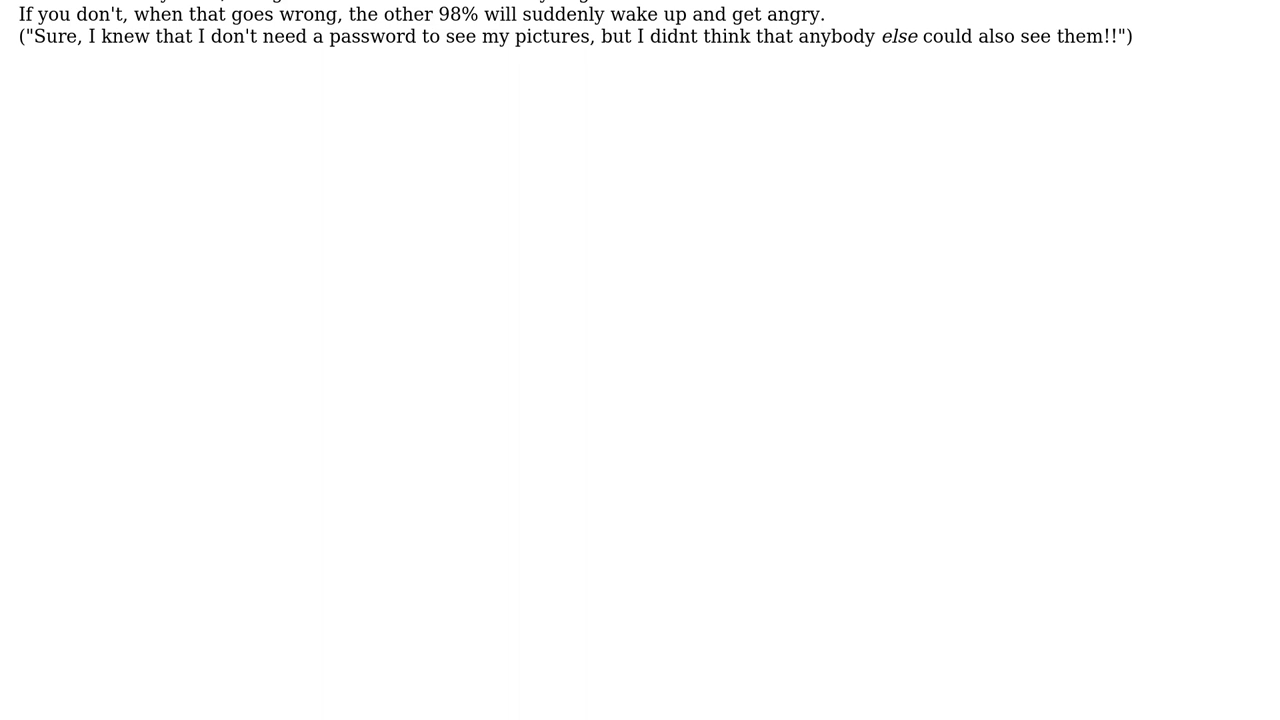 If you don't, when that goes wrong, the other 98% will suddenly wake up and get angry.
("Sure, I knew that I don't need a password to see my pictures, but I didnt think that anybody else could also see them!!")